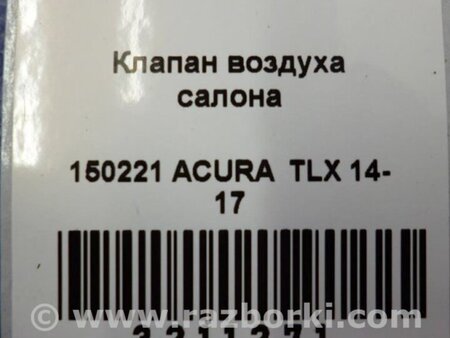 Клапан воздуха
салона
150221 ACURA TLX 14-
17
© www.razborki.com